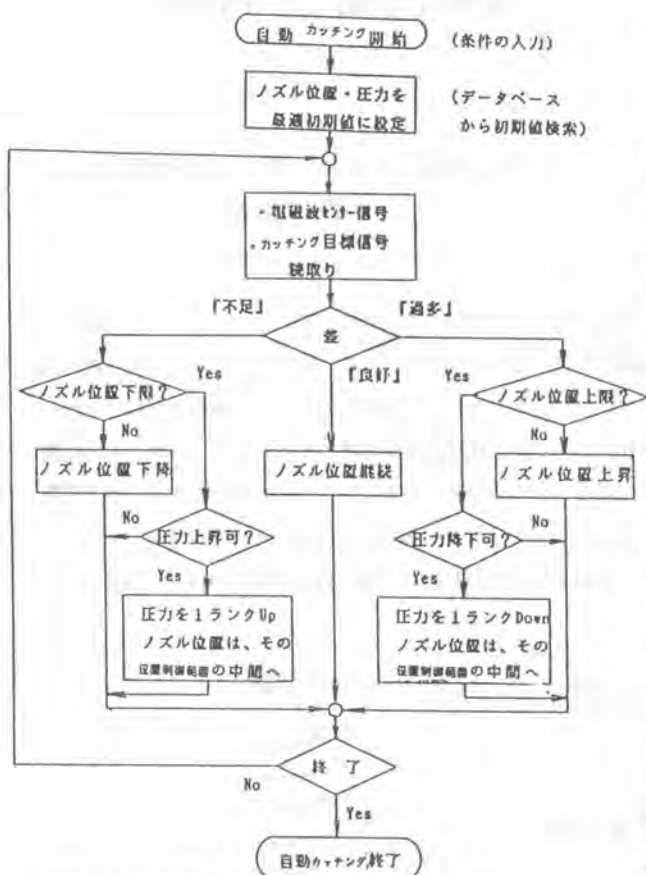 自動カッチング開始
(条件の入力)
ノズル位置・圧力を
最適初期値に設定
(データベース
から初期値検索)
・電磁波センサー信号
・カッチング目標信号
読取り
差
『不足』
『良好』
『過多』
ノズル位置下限?
Yes
No
ノズル位置下降
圧力上昇可?
No
Yes
圧力を1ランクUp
ノズル位置は、その
位置制御範囲の中間へ
ノズル位置継続
ノズル位置上限?
Yes
No
ノズル位置上昇
圧力降下可?
No
Yes
圧力を1ランクDown
ノズル位置は、その
位置制御範囲の中間へ
終了
No
Yes
自動カッチング終了